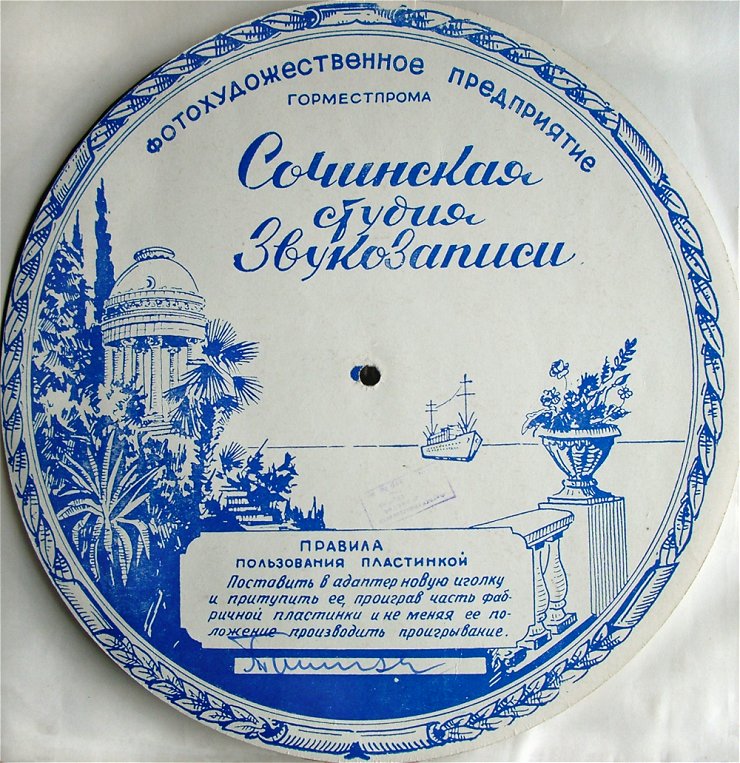 ФОТОХУДОЖЕСТВЕННОЕ ПРЕДПРИЯТИЕ
ГОРМЕСТПРОМА
Сочинская
студия
Звукозаписи
ПРАВИЛА
ПОЛЬЗОВАНИЯ ПЛАСТИНКОЙ
Поставить в адаптер новую иголку
и притупить ее, проиграв часть фаб-
ричной пластинки и не меняя ее по-
ложение производить проигрывание.